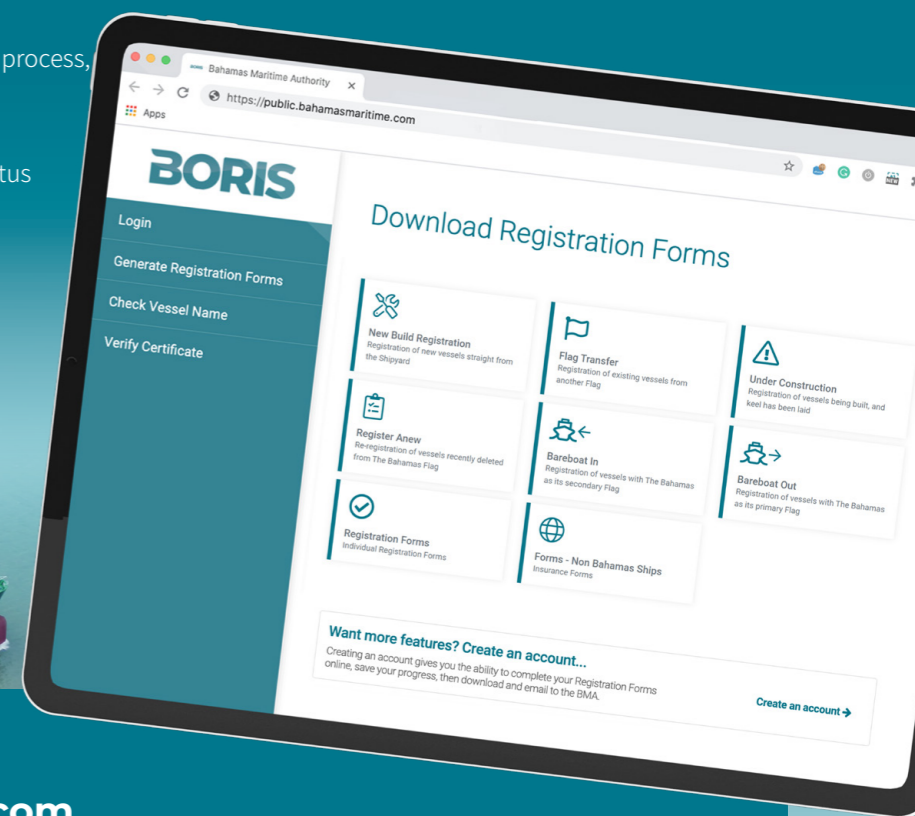 process,
tus
Bahamas Maritime Authority
https://public.bahamasmaritime.com
Apps
BORIS
Login
Generate Registration Forms
Check Vessel Name
Verify Certificate
Download Registration Forms
New Build Registration
Registration of new vessels straight from
the Shipyard
Flag Transfer
Registration of existing vessels from
another Flag
Under Construction
Registration of vessels being built, and
keel has been laid
Register Anew
Re-registration of vessels recently deleted
from The Bahamas Flag
Bareboat In
Registration of vessels with The Bahamas
as its secondary Flag
Bareboat Out
Registration of vessels with The Bahamas
as its primary Flag
Registration Forms
Individual Registration Forms
Forms - Non Bahamas Ships
Insurance Forms
Want more features? Create an account...
Creating an account gives you the ability to complete your Registration Forms
online, save your progress, then download and email to the BMA.
Create an account →
com